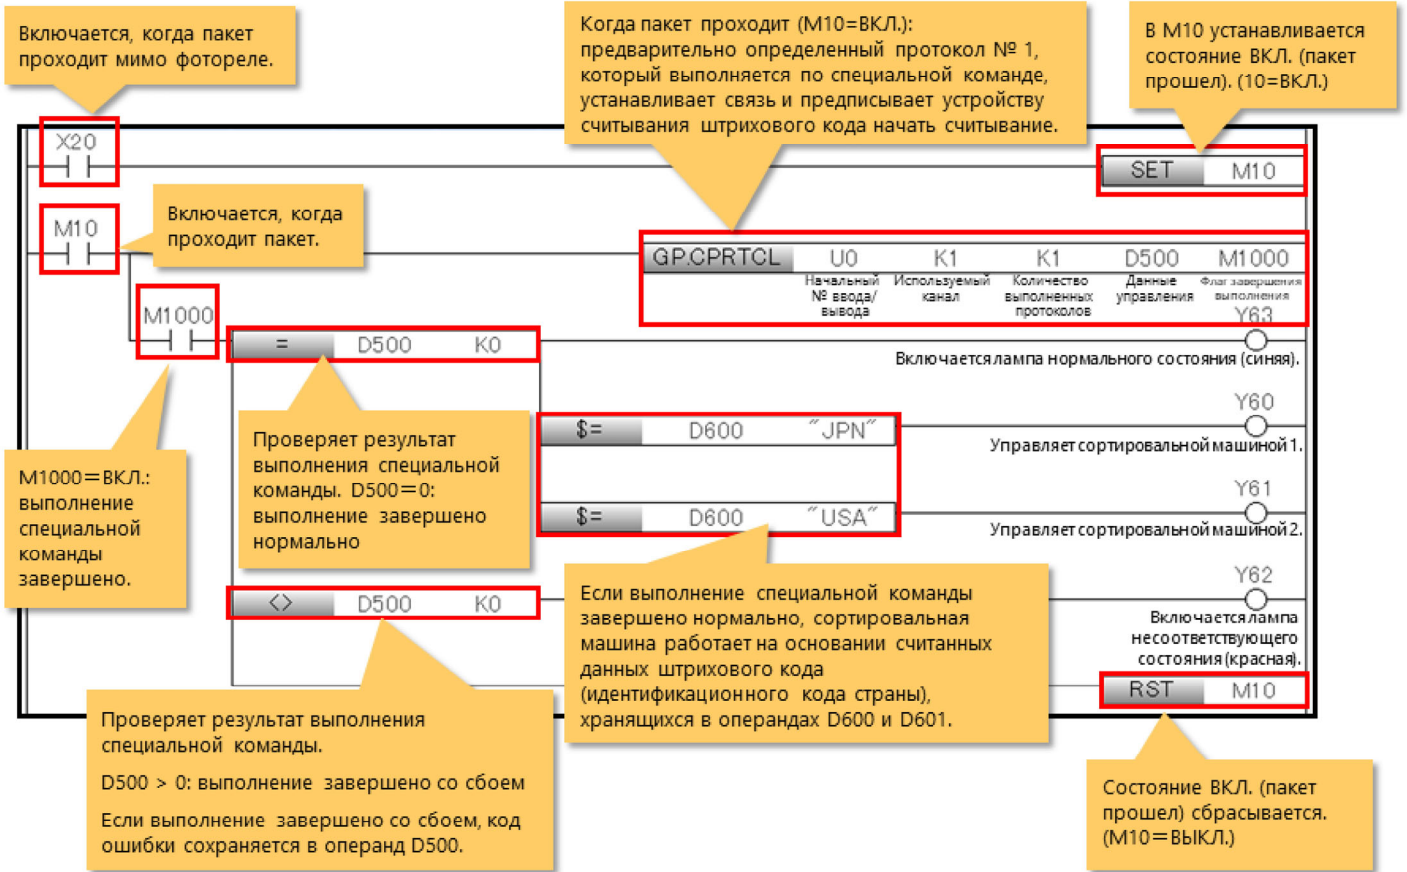 Включается, когда пакет
проходит мимо фотореле.
Когда пакет проходит (M10=ВКЛ.):
предварительно определенный протокол № 1,
который выполняется по специальной команде,
устанавливает связь и предписывает устройству
считывания штрихового кода начать считывание.
В M10 устанавливается
состояние ВКЛ. (пакет
прошел). (10=ВКЛ.)
X20
SET M10
M10
Включается, когда
проходит пакет.
GP.CPRTCL U0 K1 K1 D500 M1000
Начальный
№ ввода/
вывода
Используемый
канал
Количество
выполненных
протоколов
Данные
управления
Флаг завершения
выполнения
M1000
= D500 K0
Y63
Включается лампа нормального состояния (синяя).
Проверяет результат
выполнения специальной
команды. D500=0:
выполнение завершено
нормально
$= D600 "JPN"
Y60
Управляет сортировальной машиной 1.
M1000=ВКЛ.:
выполнение
специальной
команды
завершено.
$= D600 "USA"
Y61
Управляет сортировальной машиной 2.
<> D500 K0
Если выполнение специальной команды
завершено нормально, сортировальная
машина работает на основании считанных
данных штрихового кода
(идентификационного кода страны),
хранящихся в операндах D600 и D601.
Y62
Включается лампа
несоответствующего
состояния (красная).
RST M10
Проверяет результат выполнения
специальной команды.
D500 > 0: выполнение завершено со сбоем
Если выполнение завершено со сбоем, код
ошибки сохраняется в операнд D500.
Состояние ВКЛ. (пакет
прошел) сбрасывается.
(M10=ВЫКЛ.)